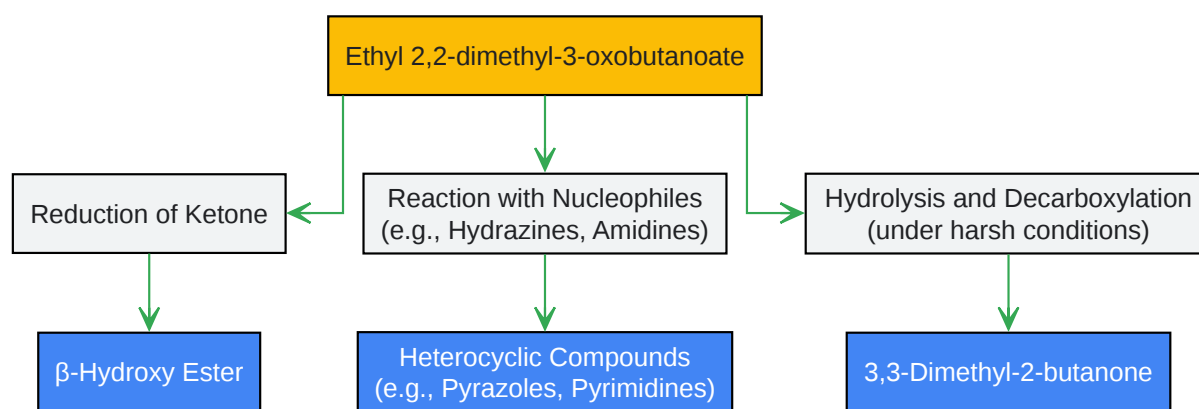 Ethyl 2,2-dimethyl-3-oxobutanoate
Reduction of Ketone
Reaction with Nucleophiles
(e.g., Hydrazines, Amidines)
Hydrolysis and Decarboxylation
(under harsh conditions)
β-Hydroxy Ester
Heterocyclic Compounds
(e.g., Pyrazoles, Pyrimidines)
3,3-Dimethyl-2-butanone